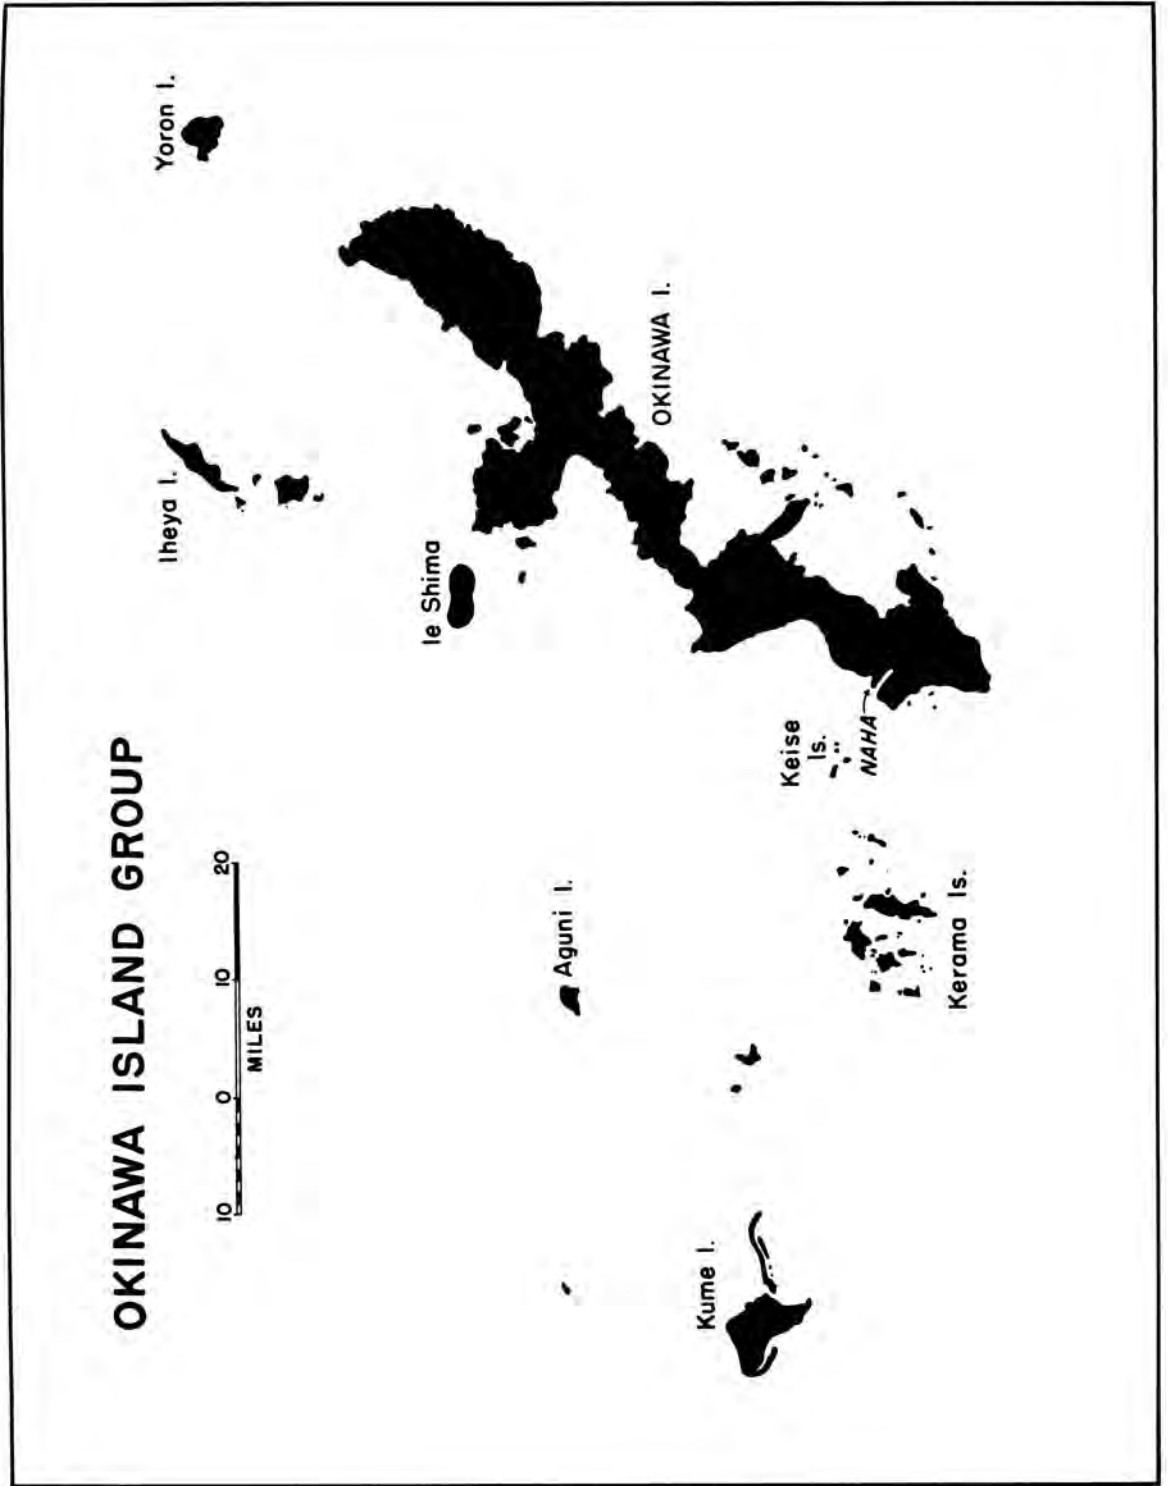 OKINAWA ISLAND GROUP
10 0 10 20
MILES
Yoron I.
Iheya I.
Ie Shima
OKINAWA I.
Aguni I.
Keise
Is.
NAHA
Kume I.
Kerama Is.